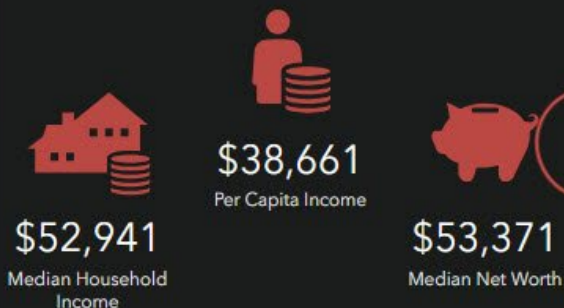 $38,661
Per Capita Income
$52,941
Median Household
Income
$53,371
Median Net Worth